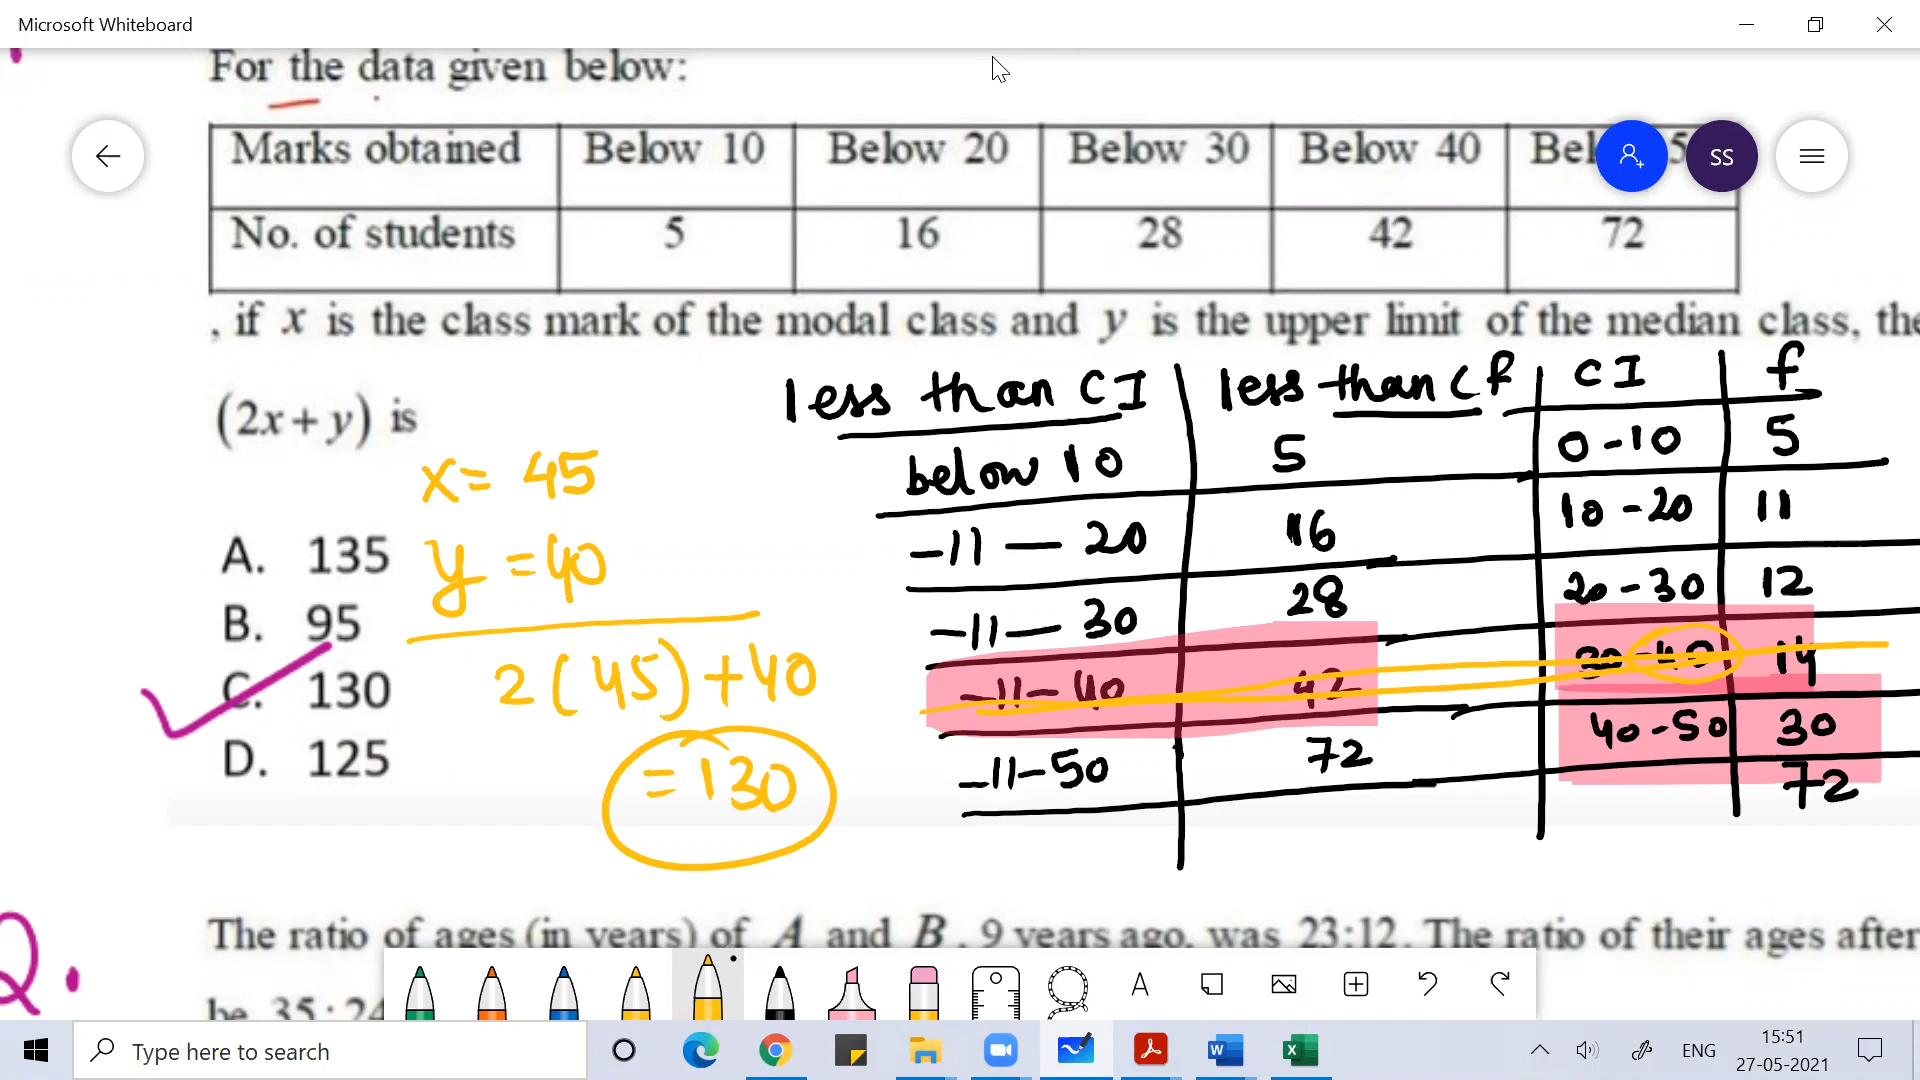 Microsoft Whiteboard
For the data given below:
Marks obtained Below 10 Below 20 Below 30 Below 40 Bel 5
SS
No. of students 5 16 28 42 72
, if x is the class mark of the modal class and y is the upper limit of the median class, the
(2x+y) is
less than CI less than Cf CI f
below 10 5 0-10 5
-11- 20 16 10-20 11
-11- 30 28 20-30 12
-11- 40 42 30-40 14
-11- 50 72 40-50 30
72
x= 45
y =40
2(45)+40
=130
A. 135
B. 95
C. 130
D. 125
Q.
The ratio of ages (in years) of A and B, 9 years ago, was 23:12. The ratio of their ages after
be 35:24
Type here to search
ENG
15:51
27-05-2021